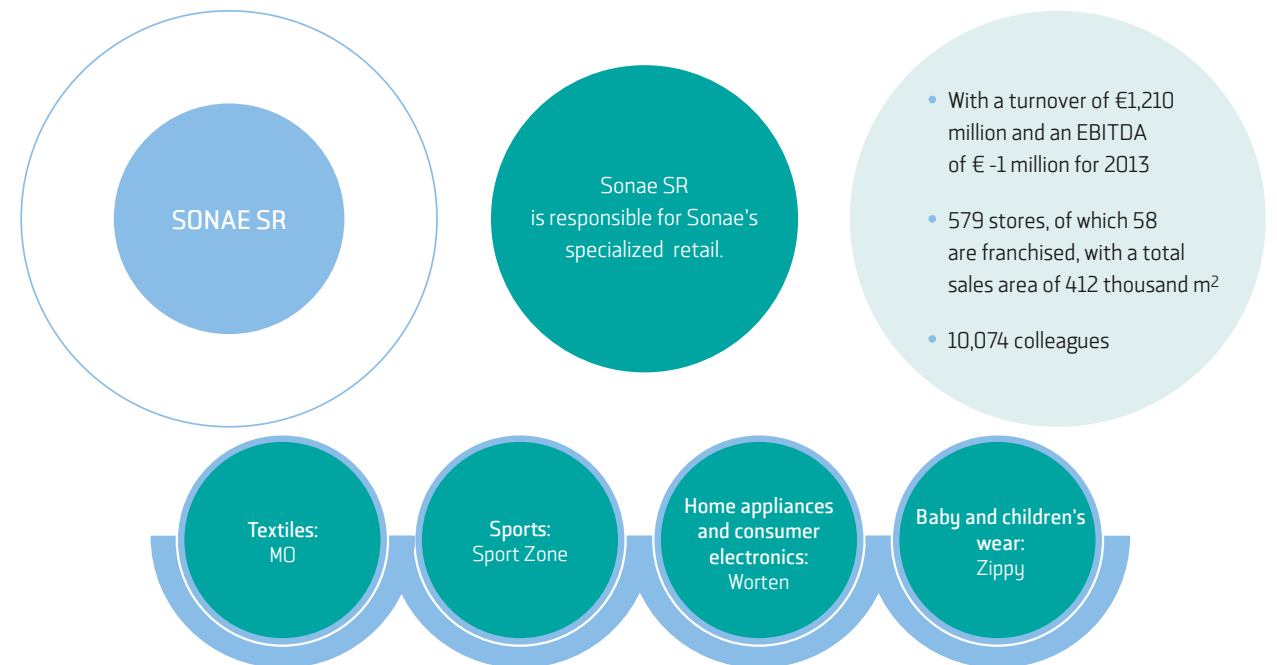 SONAE SR
Sonae SR
is responsible for Sonae's
specialized retail.
• With a turnover of €1,210
million and an EBITDA
of € -1 million for 2013
• 579 stores, of which 58
are franchised, with a total
sales area of 412 thousand m²
• 10,074 colleagues
Textiles:
MO
Sports:
Sport Zone
Home appliances
and consumer
electronics:
Worten
Baby and children's
wear:
Zippy